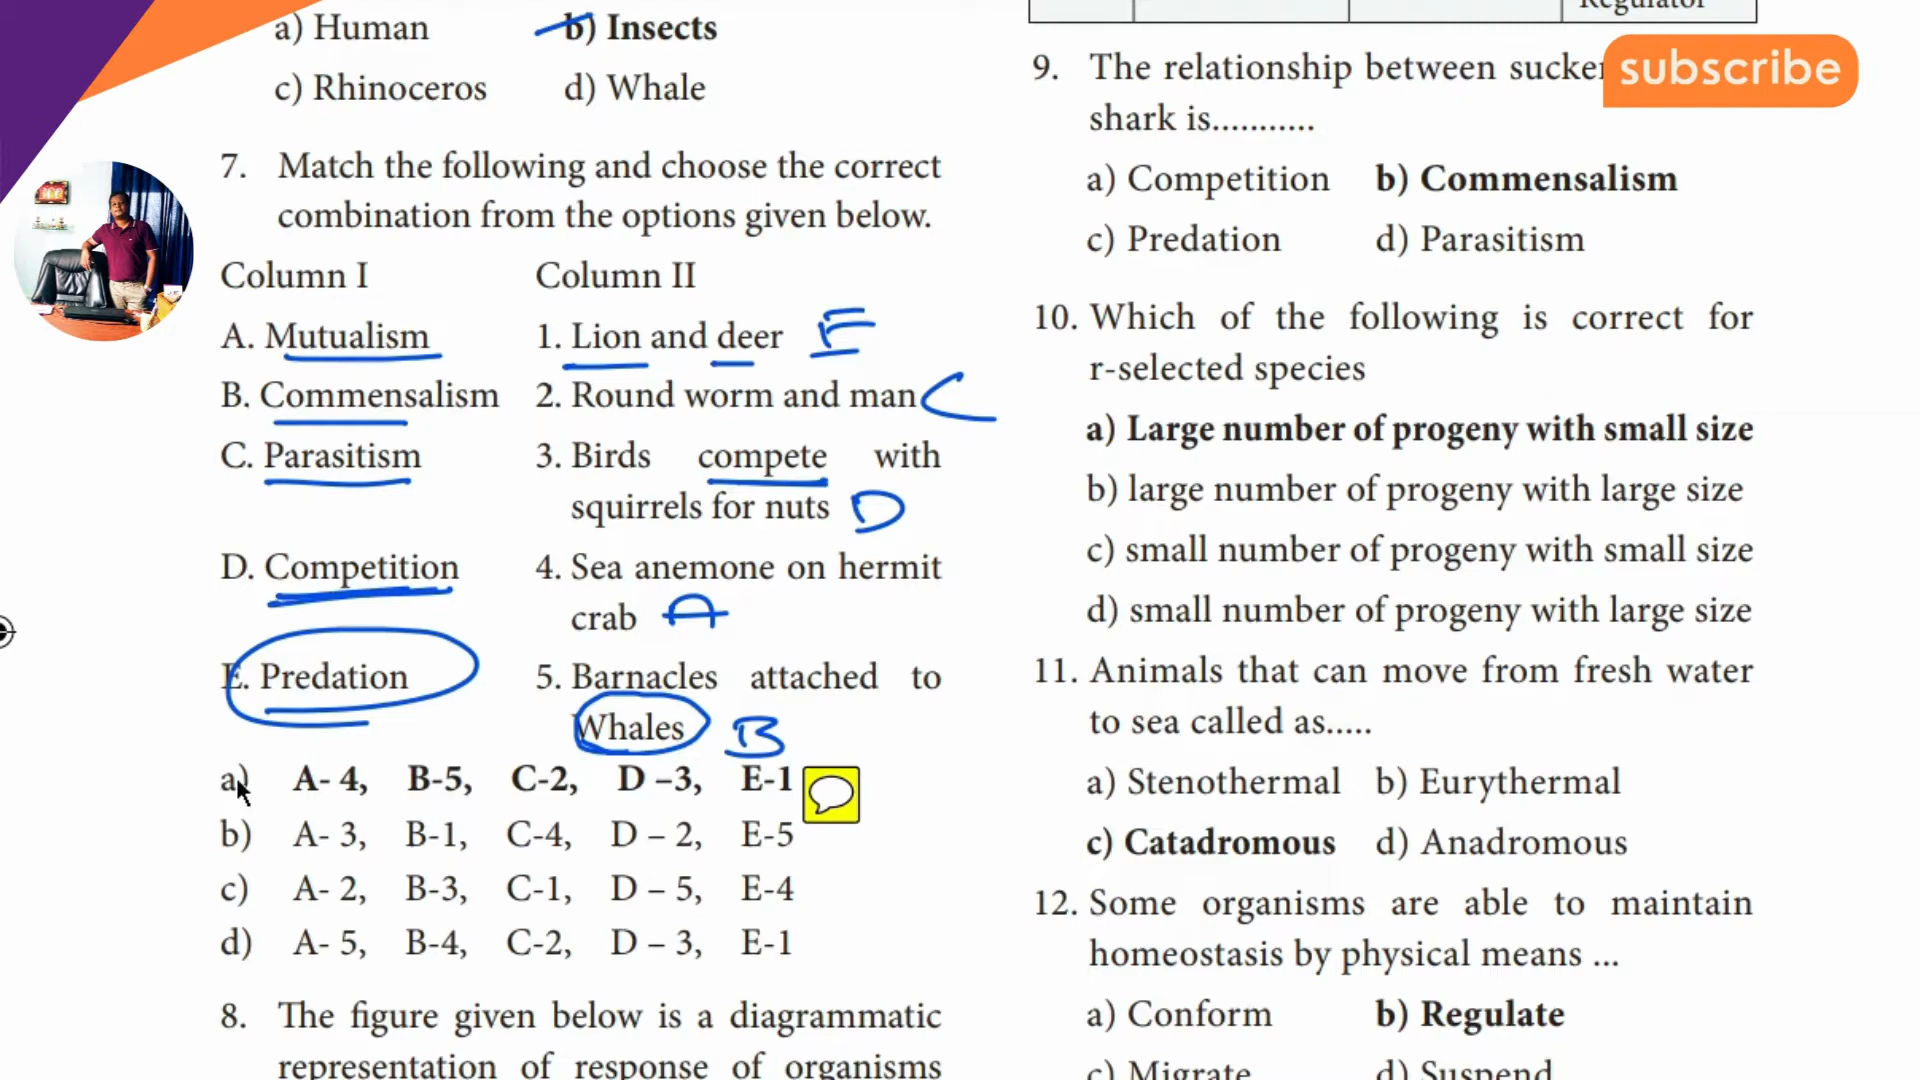 a) Human b) Insects
c) Rhinoceros d) Whale
7. Match the following and choose the correct
combination from the options given below.
Column I Column II
A. Mutualism 1. Lion and deer E
B. Commensalism 2. Round worm and man C
C. Parasitism 3. Birds compete with
squirrels for nuts D
D. Competition 4. Sea anemone on hermit
crab A
E. Predation 5. Barnacles attached to
Whales B
a) A- 4, B-5, C-2, D –3, E-1
b) A- 3, B-1, C-4, D – 2, E-5
c) A- 2, B-3, C-1, D – 5, E-4
d) A- 5, B-4, C-2, D – 3, E-1
8. The figure given below is a diagrammatic
representation of response of organisms
Regulator
subscribe
9. The relationship between sucker
shark is...........
a) Competition b) Commensalism
c) Predation d) Parasitism
10. Which of the following is correct for
r-selected species
a) Large number of progeny with small size
b) large number of progeny with large size
c) small number of progeny with small size
d) small number of progeny with large size
11. Animals that can move from fresh water
to sea called as.....
a) Stenothermal b) Eurythermal
c) Catadromous d) Anadromous
12. Some organisms are able to maintain
homeostasis by physical means ...
a) Conform b) Regulate
c) Migrate d) Suspend